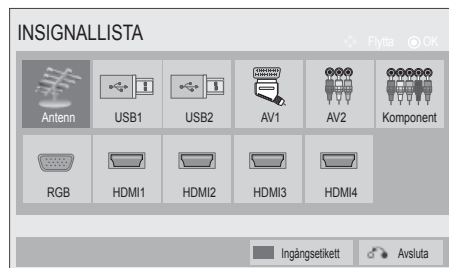 INSIGNALLISTA
Flytta OK
Antenn USB1 USB2 AV1 AV2 Komponent
RGB HDMI1 HDMI2 HDMI3 HDMI4
Ingångsetikett Avsluta